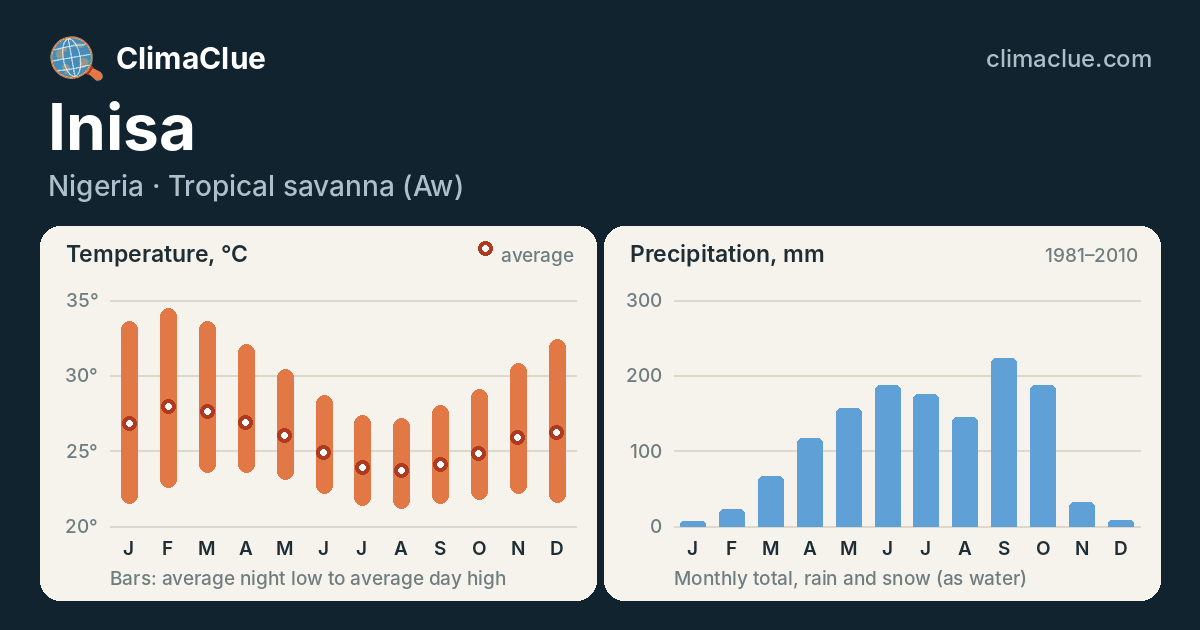 ClimaClue
climaclue.com
Inisa
Nigeria · Tropical savanna (Aw)
Temperature, °C
average
35°
30°
25°
20°
J F M A M J J A S O N D
Bars: average night low to average day high
Precipitation, mm
1981–2010
300
200
100
0
J F M A M J J A S O N D
Monthly total, rain and snow (as water)